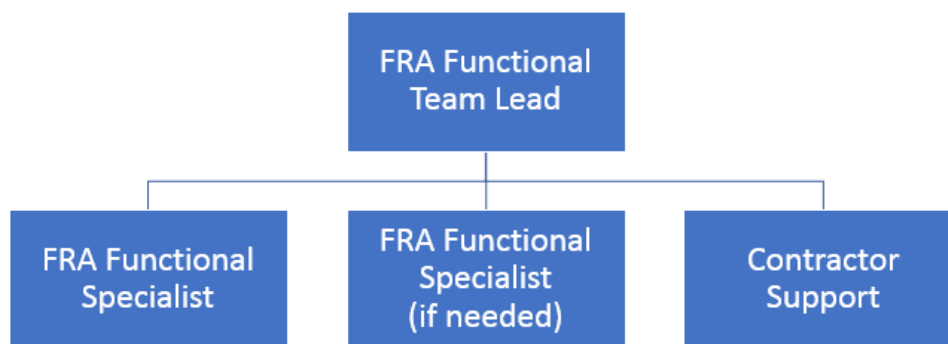 FRA Functional
Team Lead
FRA Functional
Specialist
FRA Functional
Specialist
(if needed)
Contractor
Support